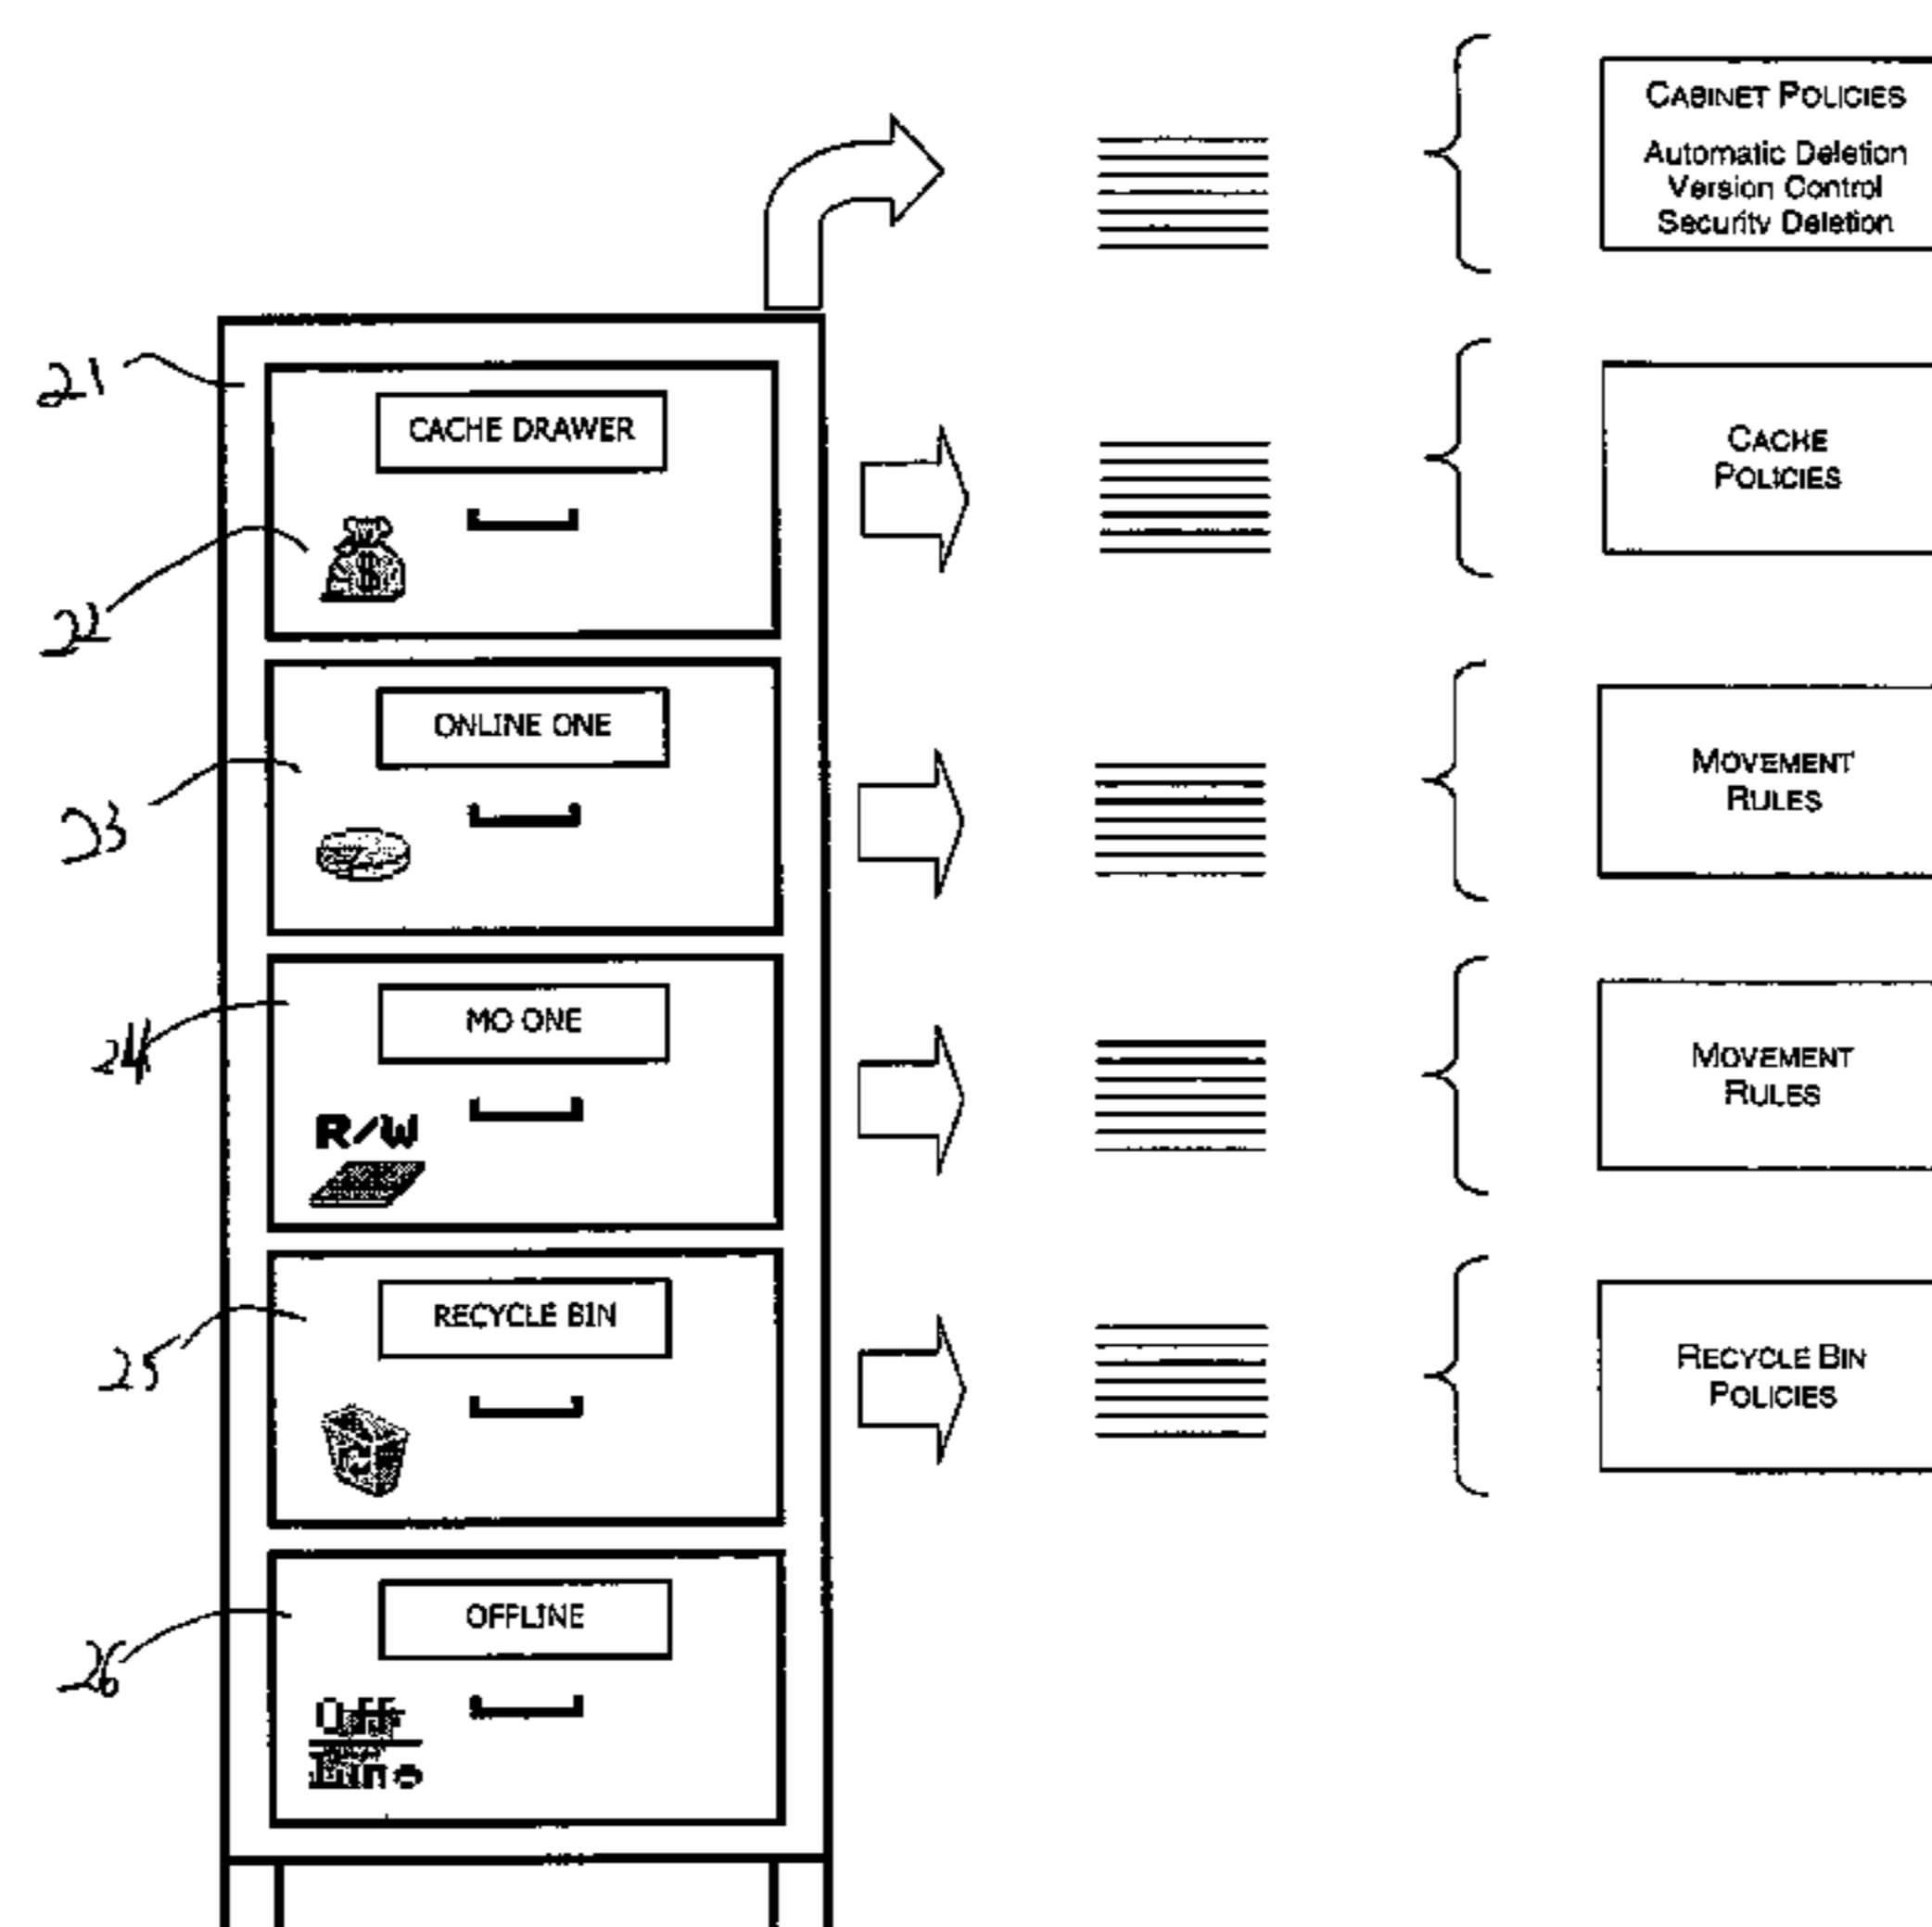 CABINET POLICIES
Automatic Deletion
Version Control
Security Deletion
21
CACHE DRAWER
$
22
CACHE
POLICIES
ONLINE ONE
23
MOVEMENT
RULES
MO ONE
24
R/W
MOVEMENT
RULES
RECYCLE BIN
25
RECYCLE BIN
POLICIES
OFFLINE
26
Off
Line